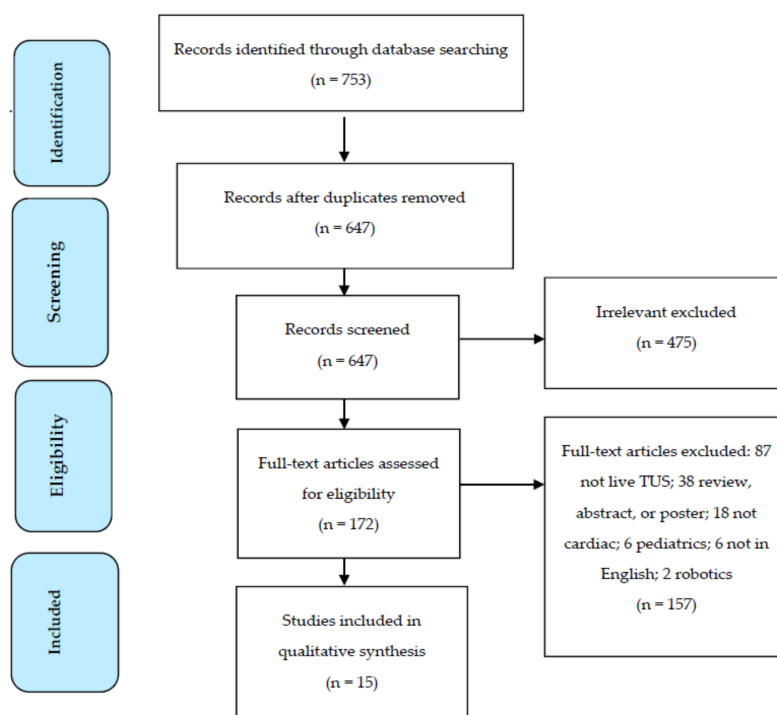 Identification
Records identified through database searching
(n = 753)
Records after duplicates removed
(n = 647)
Screening
Records screened
(n = 647)
Irrelevant excluded
(n = 475)
Eligibility
Full-text articles assessed
for eligibility
(n = 172)
Full-text articles excluded: 87
not live TUS; 38 review,
abstract, or poster; 18 not
cardiac; 6 pediatrics; 6 not in
English; 2 robotics
(n = 157)
Included
Studies included in
qualitative synthesis
(n = 15)